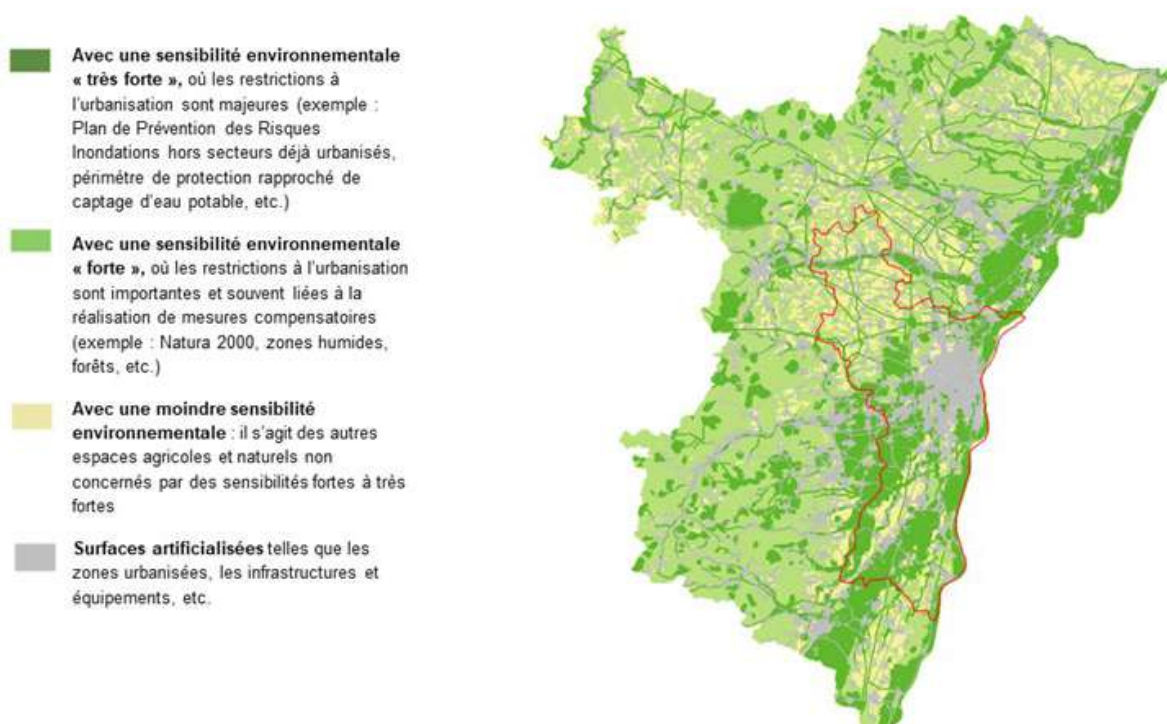 Avec une sensibilité environnementale
« très forte », où les restrictions à
l'urbanisation sont majeures (exemple :
Plan de Prévention des Risques
Inondations hors secteurs déjà urbanisés,
périmètre de protection rapproché de
captage d'eau potable, etc.)
Avec une sensibilité environnementale
« forte », où les restrictions à l'urbanisation
sont importantes et souvent liées à la
réalisation de mesures compensatoires
(exemple : Natura 2000, zones humides,
forêts, etc.)
Avec une moindre sensibilité
environnementale : il s'agit des autres
espaces agricoles et naturels non
concernés par des sensibilités fortes à très
fortes
Surfaces artificialisées telles que les
zones urbanisées, les infrastructures et
équipements, etc.